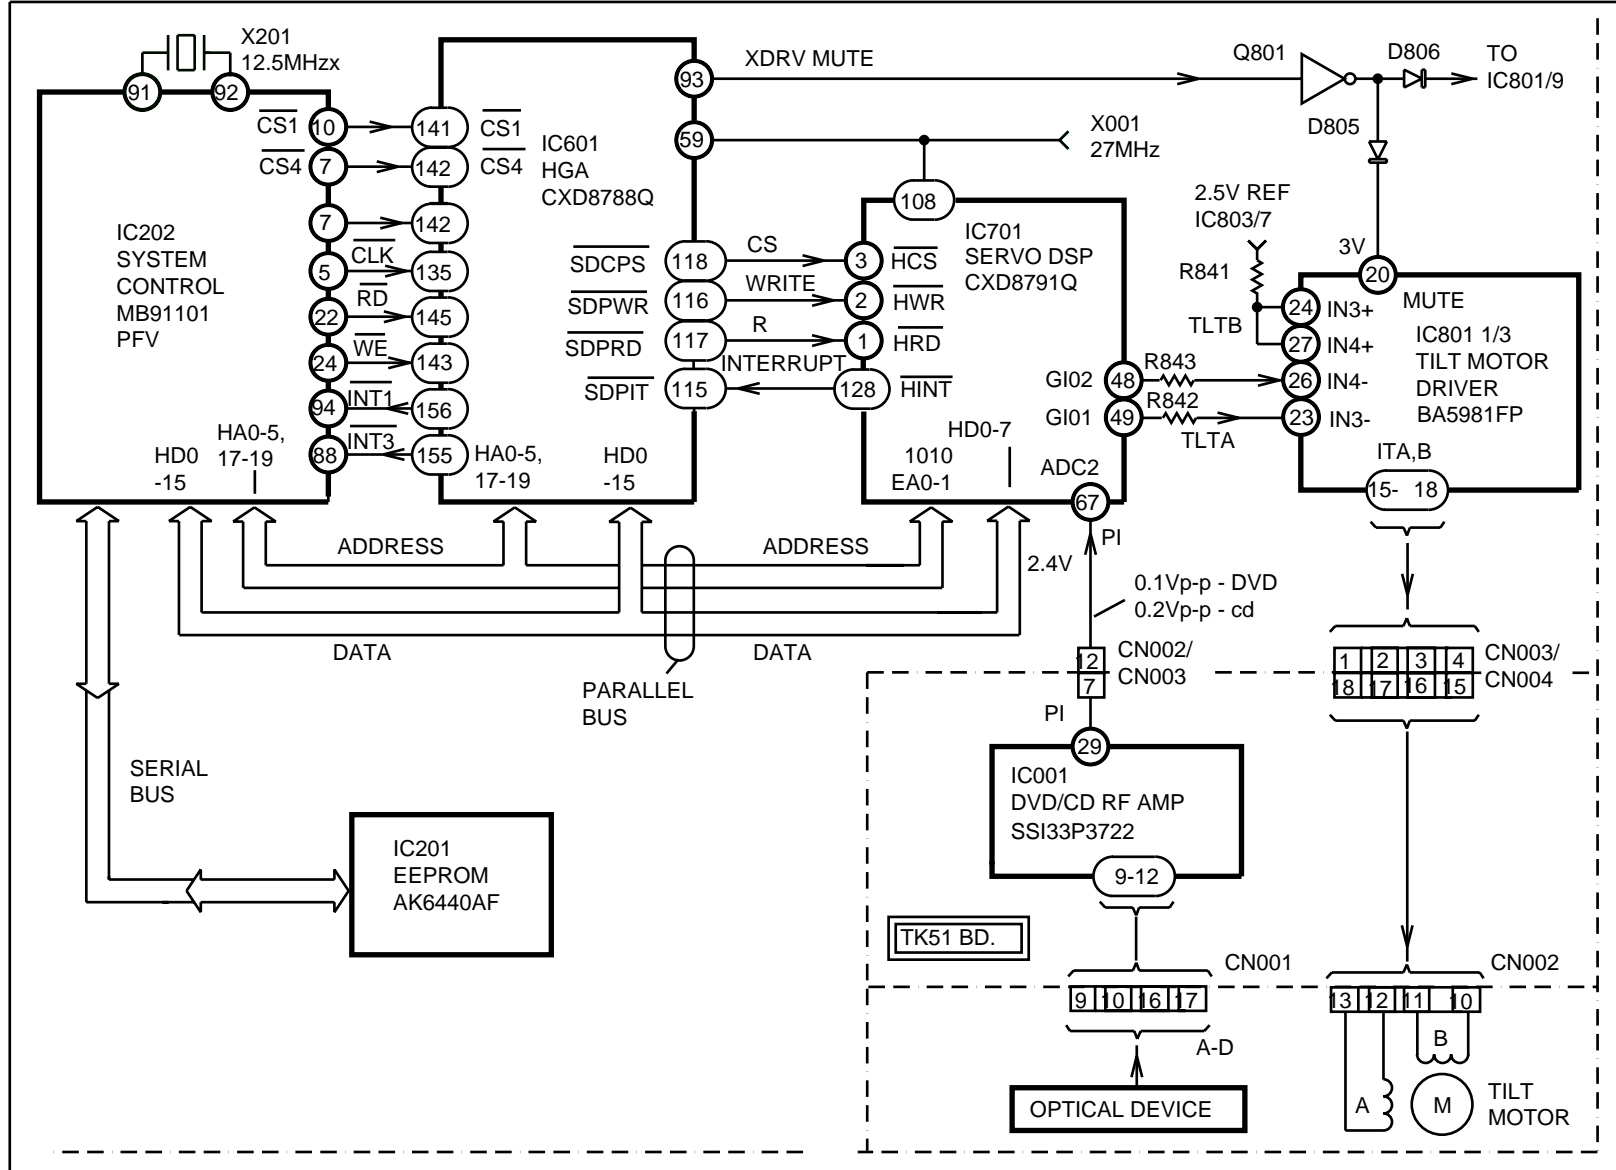 X201
12.5MHzx
91
92
IC202
SYSTEM
CONTROL
MB91101
PFV
CS1
10
CS4
7
7
CLK
5
RD
22
WE
24
INT1
94
INT3
88
HD0
-15
HA0-5,
17-19
141
CS1
142
CS4
142
135
145
143
156
155
IC601
HGA
CXD8788Q
HA0-5,
17-19
HD0
-15
93
XDRV MUTE
59
SDCPS
118
CS
SDPWR
116
WRITE
SDPRD
117
R
SDPIT
115
INTERRUPT
X001
27MHz
108
IC701
SERVO DSP
CXD8791Q
3
HCS
2
HWR
1
HRD
128
HINT
HD0-7
1010
EA0-1
ADC2
67
GI02
48
GI01
49
R843
R842
TLTA
Q801
D806
TO
IC801/9
D805
2.5V REF
IC803/7
3V
R841
TLTB
20
MUTE
24
IN3+
27
IN4+
26
IN4-
23
IN3-
IC801 1/3
TILT MOTOR
DRIVER
BA5981FP
ITA,B
15- 18
ADDRESS
ADDRESS
DATA
DATA
PARALLEL
BUS
PI
2.4V
0.1Vp-p - DVD
0.2Vp-p - cd
12
7
CN002/
CN003
1 2 3 4
18 17 16 15
CN003/
CN004
PI
29
IC001
DVD/CD RF AMP
SSI33P3722
9-12
SERIAL
BUS
IC201
EEPROM
AK6440AF
TK51 BD.
CN001
9 10 16 17
A-D
OPTICAL DEVICE
CN002
13 12 11 10
B
A
M
TILT
MOTOR